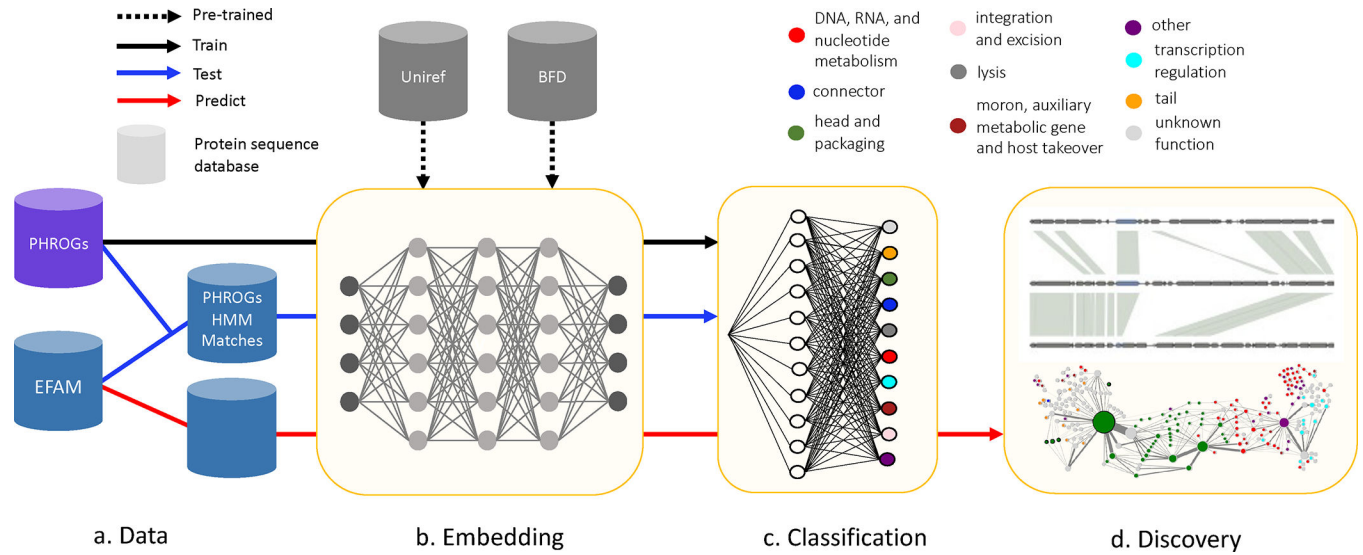 Pre-trained
Train
Test
Predict
Protein sequence
database
Uniref
BFD
DNA, RNA, and
nucleotide
metabolism
connector
head and
packaging
integration
and excision
lysis
moron, auxiliary
metabolic gene
and host takeover
other
transcription
regulation
tail
unknown
function
PHROGs
PHROGs
HMM
Matches
EFAM
a. Data
b. Embedding
c. Classification
d. Discovery